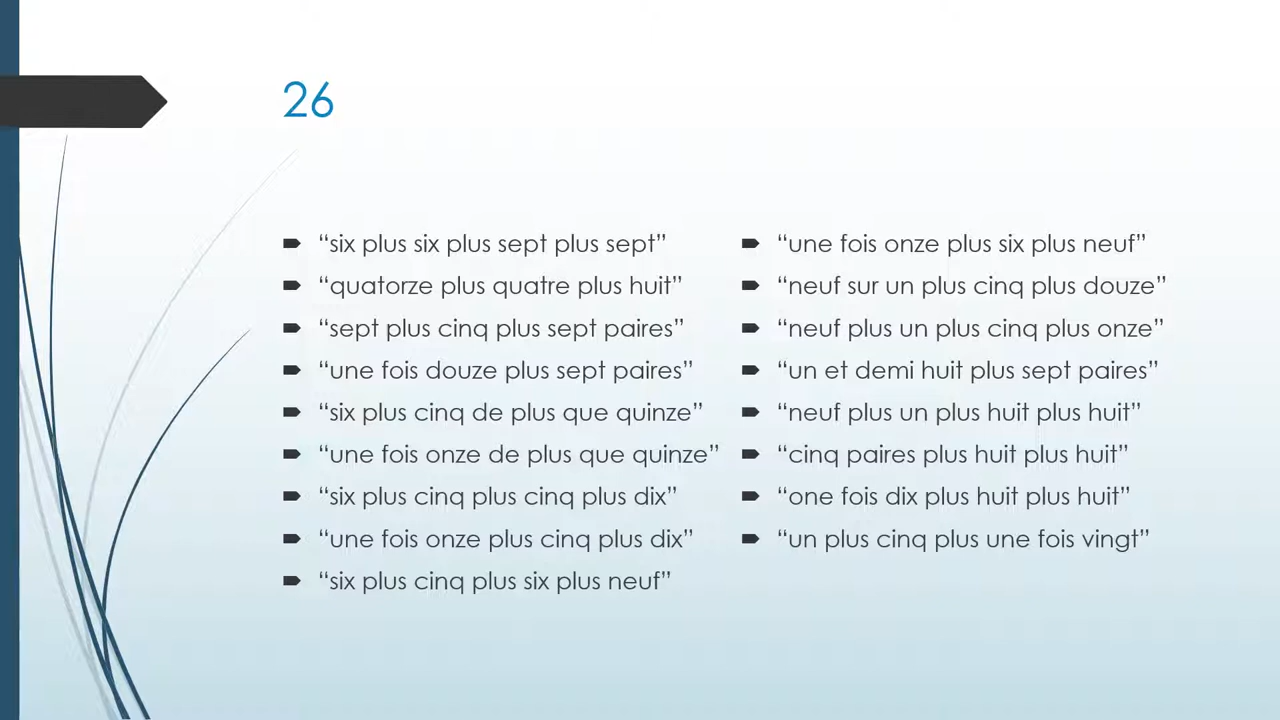 26
“six plus six plus sept plus sept”
“quatorze plus quatre plus huit”
“sept plus cinq plus sept paires”
“une fois douze plus sept paires”
“six plus cinq de plus que quinze”
“une fois onze de plus que quinze”
“six plus cinq plus cinq plus dix”
“une fois onze plus cinq plus dix”
“six plus cinq plus six plus neuf”
“une fois onze plus six plus neuf”
“neuf sur un plus cinq plus douze”
“neuf plus un plus cinq plus onze”
“un et demi huit plus sept paires”
“neuf plus un plus huit plus huit”
“cinq paires plus huit plus huit”
“one fois dix plus huit plus huit”
“un plus cinq plus une fois vingt”